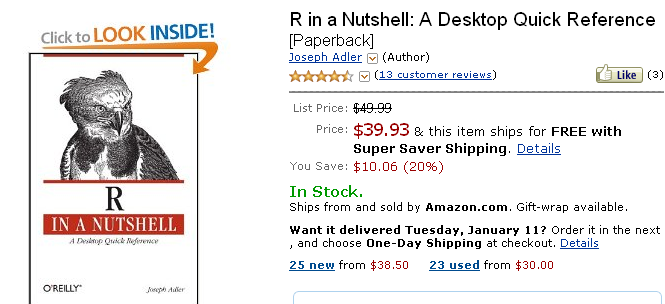 Click to LOOK INSIDE!
R
IN A NUTSHELL
A Desktop Quick Reference
O'REILLY®
Joseph Adler
R in a Nutshell: A Desktop Quick Reference
[Paperback]
Joseph Adler (Author)
(13 customer reviews)
Like (3)
List Price: $49.99
Price: $39.93 & this item ships for FREE with
Super Saver Shipping. Details
You Save: $10.06 (20%)
In Stock.
Ships from and sold by Amazon.com. Gift-wrap available.
Want it delivered Tuesday, January 11? Order it in the next
, and choose One-Day Shipping at checkout. Details
25 new from $38.50 23 used from $30.00